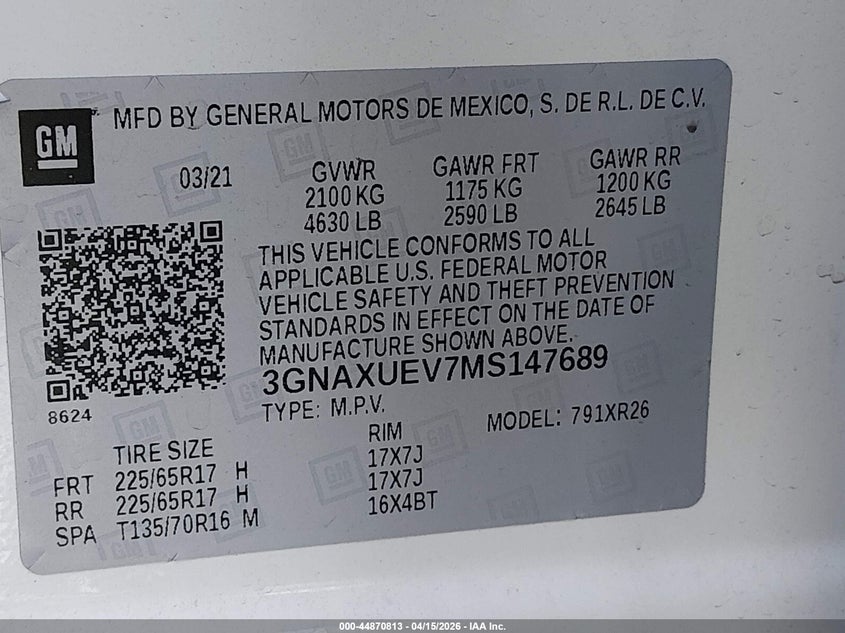 GM
MFD BY GENERAL MOTORS DE MEXICO, S. DE R.L. DE C.V.
03/21 GVWR GAWR FRT GAWR RR
2100 KG 1175 KG 1200 KG
4630 LB 2590 LB 2645 LB
THIS VEHICLE CONFORMS TO ALL
APPLICABLE U.S. FEDERAL MOTOR
VEHICLE SAFETY AND THEFT PREVENTION
STANDARDS IN EFFECT ON THE DATE OF
MANUFACTURE SHOWN ABOVE.
3GNAXUEV7MS147689
8624
TYPE: M.P.V. MODEL: 791XR26
TIRE SIZE RIM
FRT 225/65R17 H 17X7J
RR 225/65R17 H 17X7J
SPA T135/70R16 M 16X4BT
000-44870813 - 04/15/2026 - IAA Inc.